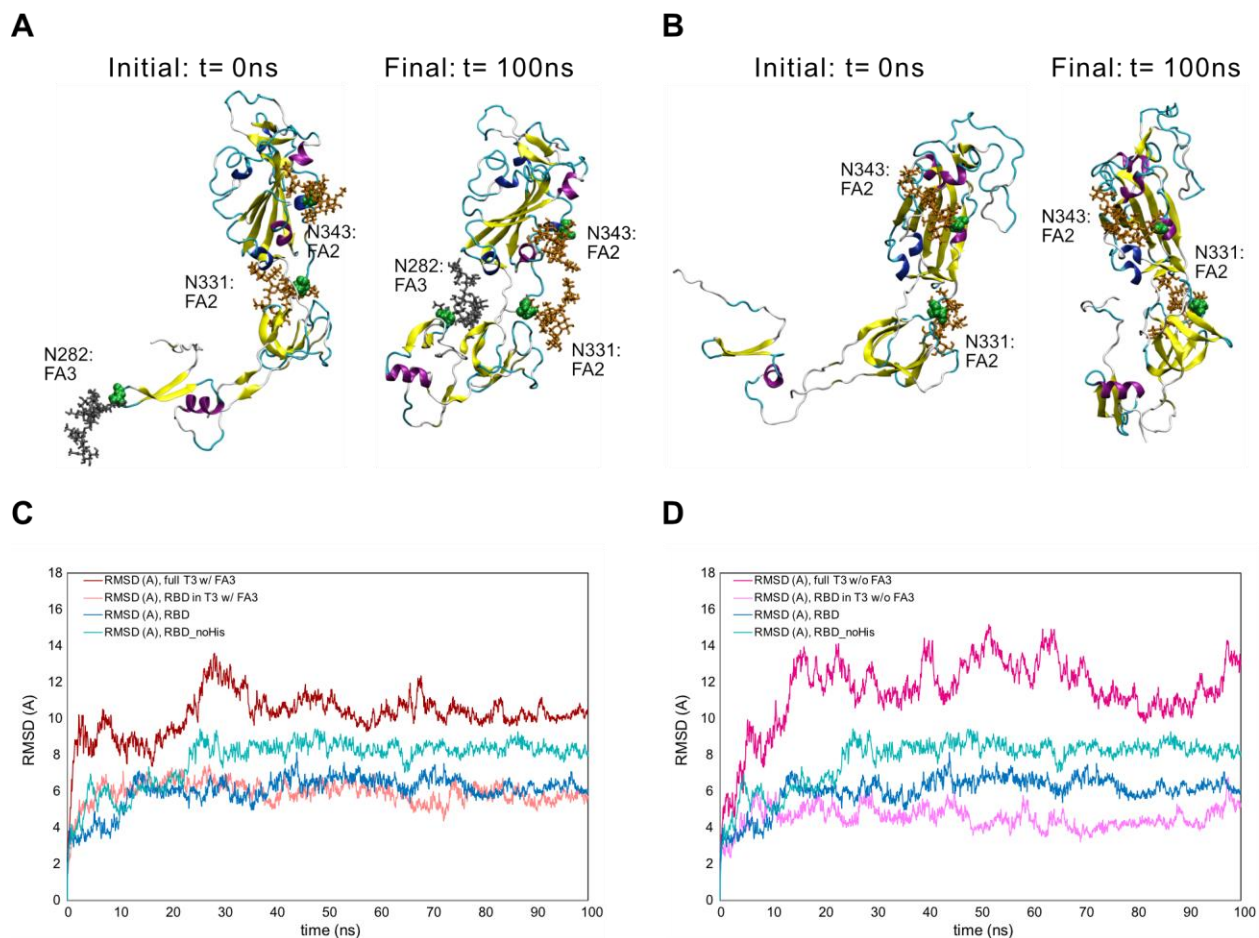 A
B
Initial: t= 0ns
Final: t= 100ns
Initial: t= 0ns
Final: t= 100ns
N343:
FA2
N331:
FA2
N282:
FA3
N343:
FA2
N282:
FA3
N331:
FA2
N343:
FA2
N331:
FA2
N343:
FA2
N331:
FA2
C
D
18
16
14
12
10
8
6
4
2
0
RMSD (A)
RMSD (A), full T3 w/ FA3
RMSD (A), RBD in T3 w/ FA3
RMSD (A), RBD
RMSD (A), RBD_noHis
0
10
20
30
40
50
60
70
80
90
100
time (ns)
18
16
14
12
10
8
6
4
2
0
RMSD (A)
RMSD (A), full T3 w/o FA3
RMSD (A), RBD in T3 w/o FA3
RMSD (A), RBD
RMSD (A), RBD_noHis
0
10
20
30
40
50
60
70
80
90
100
time (ns)